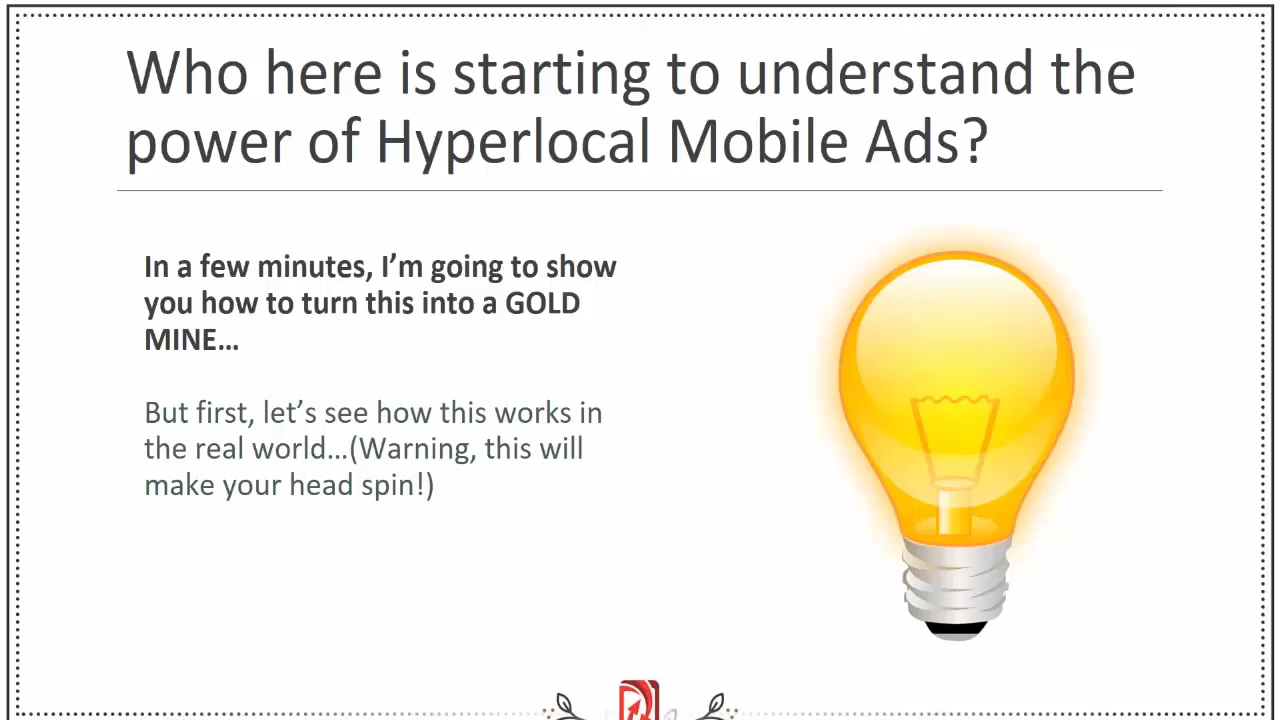 Who here is starting to understand the
power of Hyperlocal Mobile Ads?
In a few minutes, I’m going to show
you how to turn this into a GOLD
MINE…
But first, let’s see how this works in
the real world…(Warning, this will
make your head spin!)